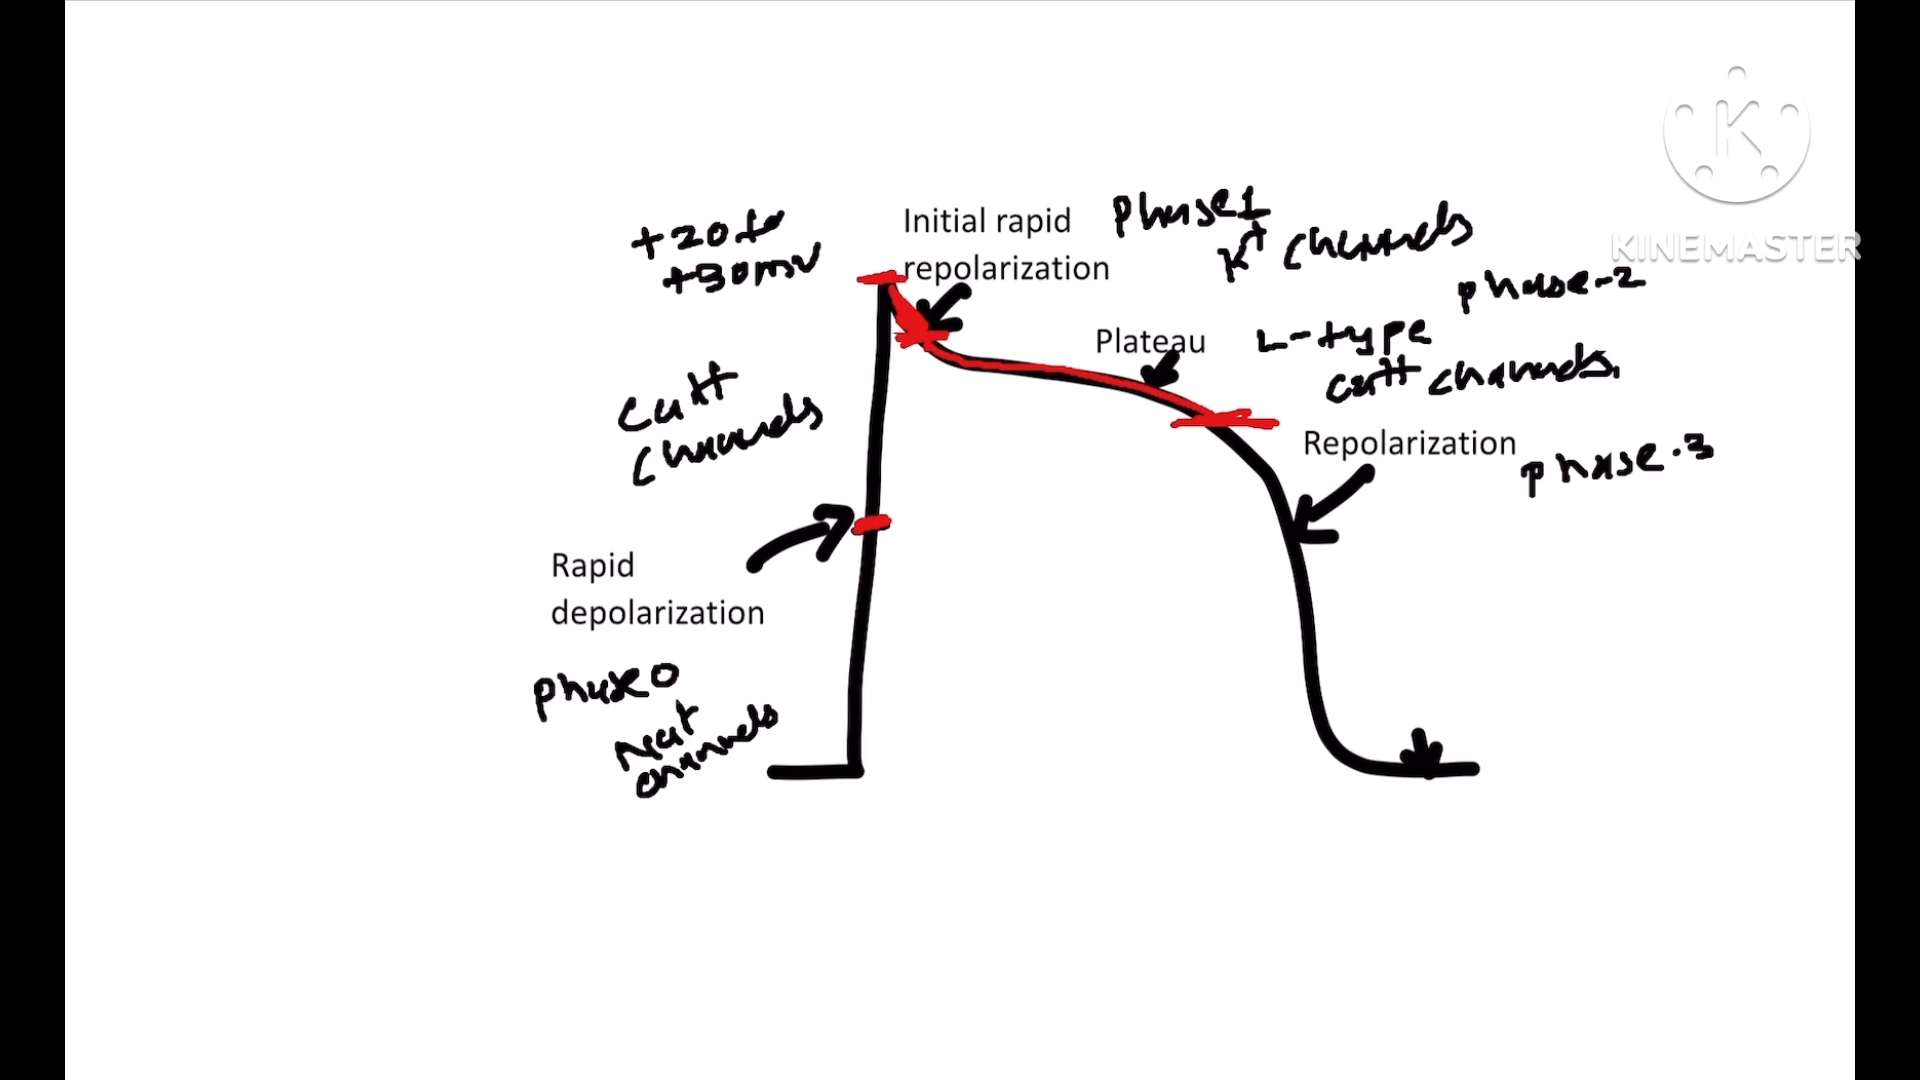 +20 to
+30mv
Initial rapid
repolarization
phase 1
K+ channels
phase-2
Plateau
L-type
Ca++ channels.
Ca++
channels
Repolarization
phase.3
Rapid
depolarization
phase 0
Na+
channels
KINEMASTER